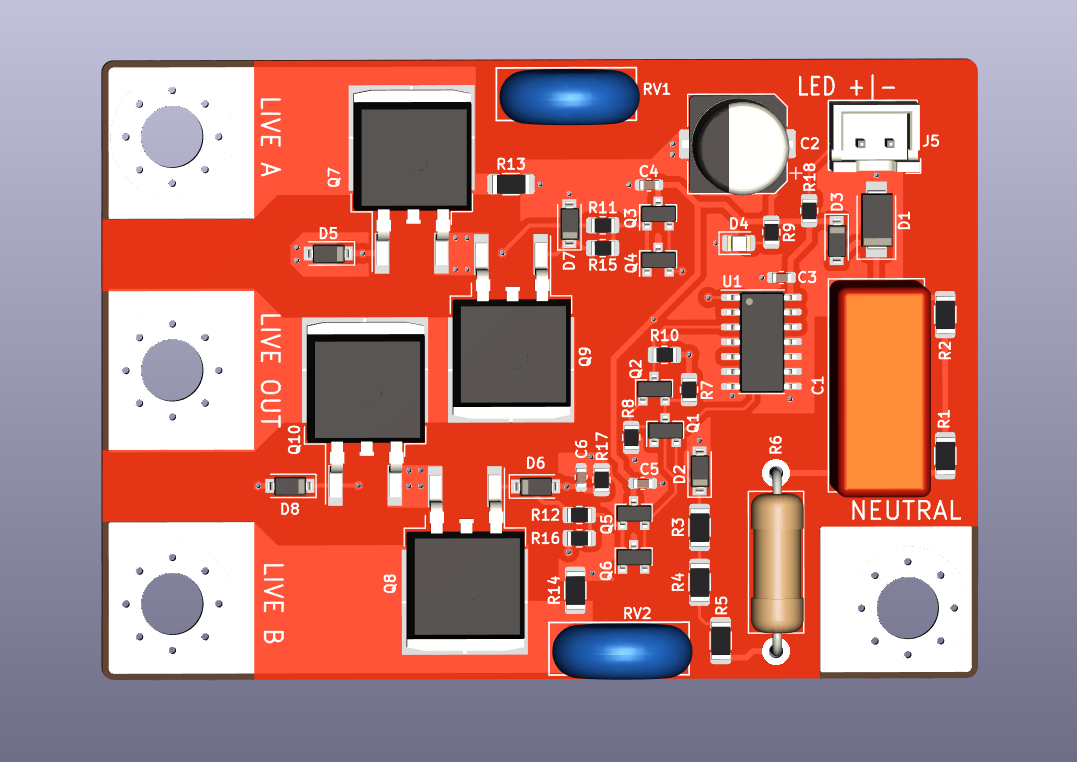 LED +|-
RV1
J5
C2
+
LIVE A
Q7
R13
C4
R18
D3
D1
R11
Q3
D4
R9
D5
D7
R15
Q4
U1
C3
LIVE OUT
R10
Q9
Q2
R7
C1
R2
R8
Q1
R1
Q10
D6
C6
R17
C5
D2
R6
D8
R12
Q5
R3
NEUTRAL
R16
Q6
LIVE B
Q8
R14
R4
R5
RV2